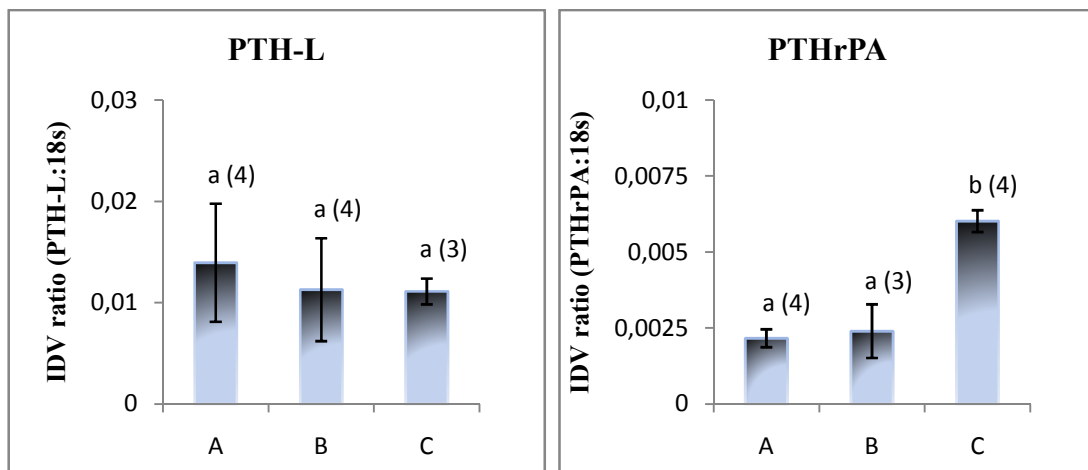 PTH-L
IDV ratio (PTH-L:18s)
0,03
0,02
0,01
0
a (4)
a (4)
a (3)
A
B
C
PTHrPA
IDV ratio (PTHrPA:18s)
0,01
0,0075
0,005
0,0025
0
a (4)
a (3)
b (4)
A
B
C